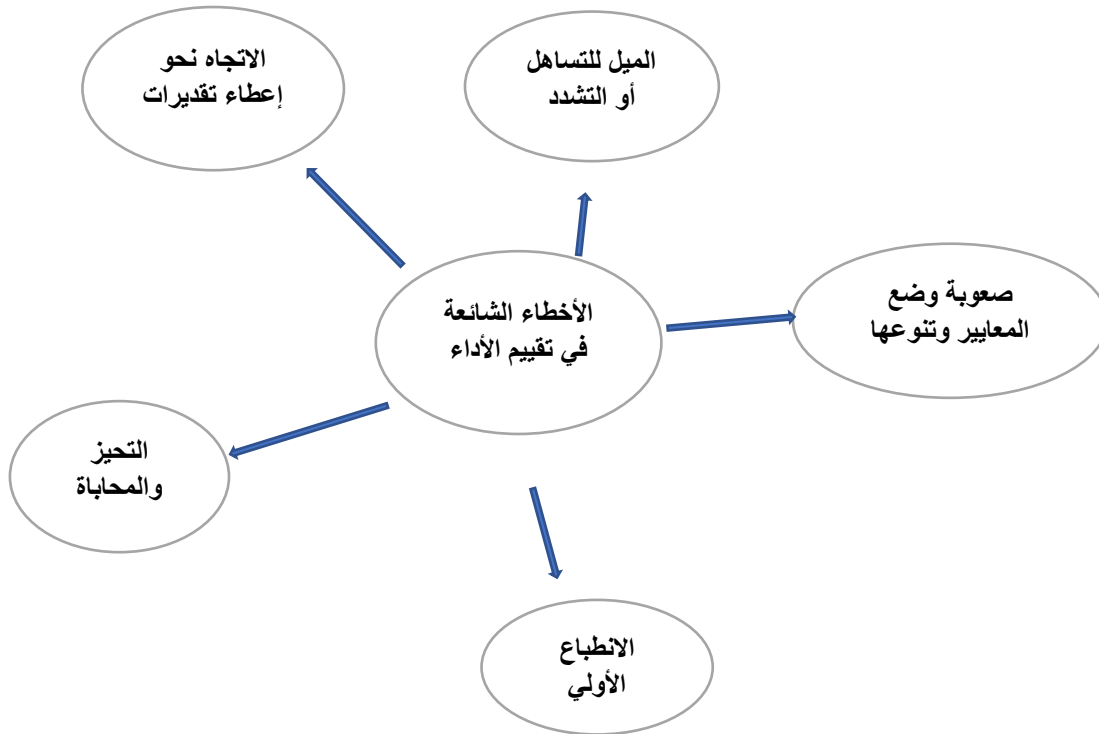 الاتجاه نحو
إعطاء تقديرات
الميل للتساهل
أو التشدد
صعوبة وضع
المعايير وتنوعها
الأخطاء الشائعة
في تقييم الأداء
التحيز
والمحاباة
الانطباع
الأولي